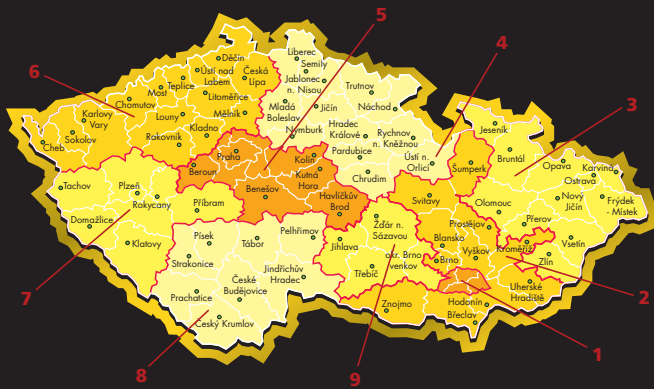 5
Děčín
Liberec
4
Semily
6
Ústí nad
Labem
Česká
Lípa
Jablonec
n. Nisou
Teplice
Most
Trutnov
Chomutov
Litoměřice
3
Karlovy
Vary
Mladá
Boleslav
Jičín
Náchod
Louny
Mělník
Jeseník
Sokolov
Kladno
Nymburk
Hradec
Králové
Rychnov
n. Kněžnou
Rakovník
Cheb
Praha
Kolín
Pardubice
Bruntál
Beroun
Ústí n.
Orlicí
Šumperk
Opava
Karviná
Kutná
Hora
Chrudim
Ostrava
Tachov
Plzeň
Benešov
Havlíčkův
Brod
Svitavy
Nový
Jičín
Frýdek
- Místek
Rokycany
Příbram
Olomouc
Domažlice
Žďár n.
Sázavou
Prostějov
Přerov
Klatovy
Písek
Tábor
Pelhřimov
Jihlava
Blansko
Kroměříž
Vsetín
Vyškov
okr. Brno
venkov
Brno
Zlín
Strakonice
Jindřichův
Hradec
Třebíč
České
Budějovice
Uherské
Hradiště
7
Prachatice
Znojmo
Hodonín
2
Břeclav
Český Krumlov
1
8
9